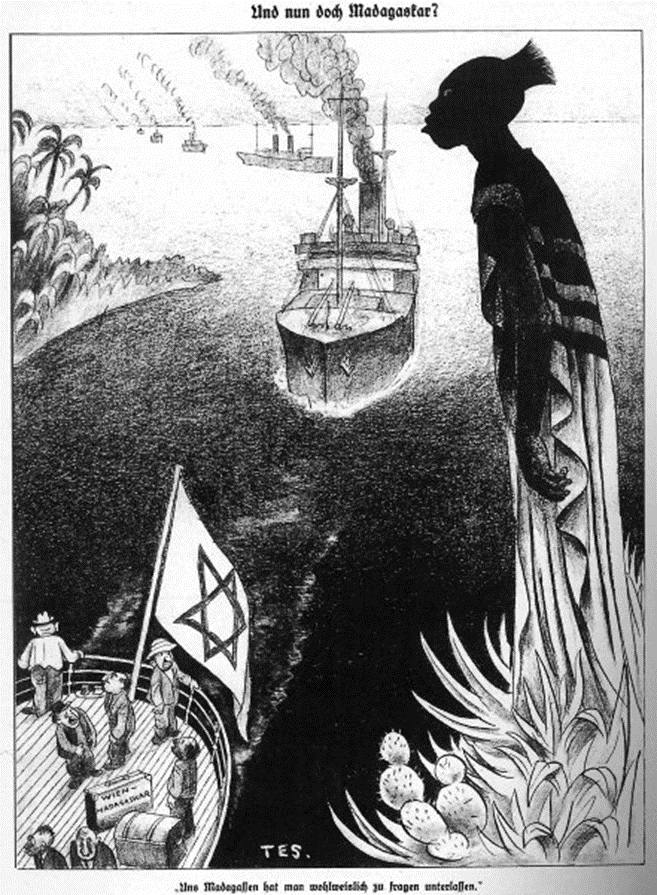 Und nun doch Madagaskar?
WIEN-
MADAGASKAR
TES.
„Uns Madagassen hat man wohlweislich zu fragen unterlassen."